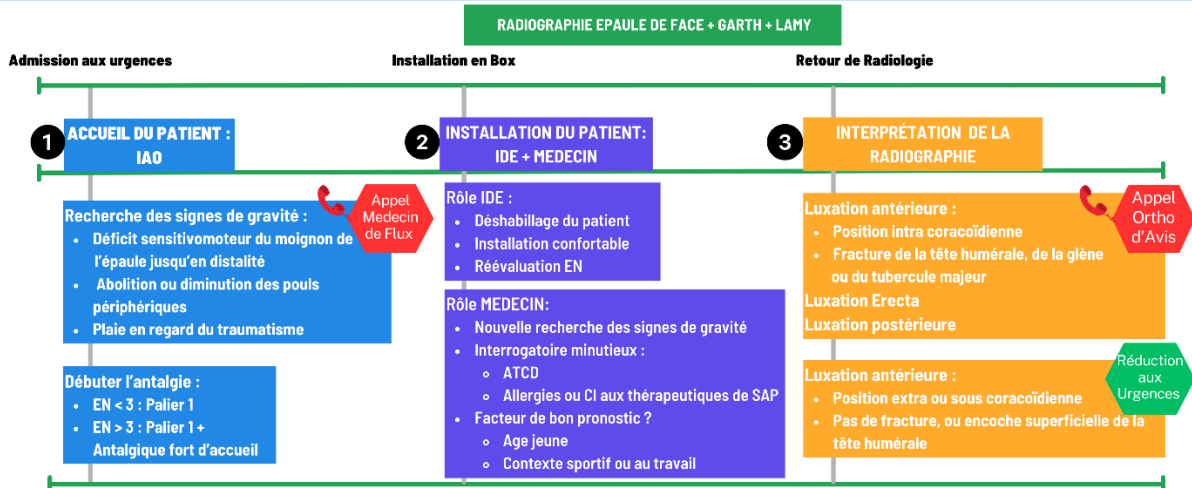 RADIOGRAPHIE EPAULE DE FACE + GARTH + LAMY
Admission aux urgences
Installation en Box
Retour de Radiologie
1
ACCUEIL DU PATIENT :
IAO
Recherche des signes de gravité :
• Déficit sensitivomoteur du moignon de
l'épaule jusqu'en distalité
• Abolition ou diminution des pouls
périphériques
• Plaie en regard du traumatisme
Appel
Medecin
de Flux
Débuter l'antalgie :
• EN < 3 : Palier 1
• EN > 3 : Palier 1 +
Antalgique fort d'accueil
2
INSTALLATION DU PATIENT:
IDE + MEDECIN
Rôle IDE :
• Déshabillage du patient
• Installation confortable
• Réévaluation EN
Rôle MEDECIN:
• Nouvelle recherche des signes de gravité
• Interrogatoire minutieux :
○ ATCD
○ Allergies ou CI aux thérapeutiques de SAP
• Facteur de bon pronostic ?
○ Age jeune
○ Contexte sportif ou au travail
3
INTERPRÉTATION DE LA
RADIOGRAPHIE
Luxation antérieure :
• Position intra coracoïdienne
• Fracture de la tête humérale, de la glène
ou du tubercule majeur
Luxation Erecta
Luxation postérieure
Appel
Ortho
d'Avis
Luxation antérieure :
• Position extra ou sous coracoïdienne
• Pas de fracture, ou encoche superficielle de la
tête humérale
Réduction
aux
Urgences